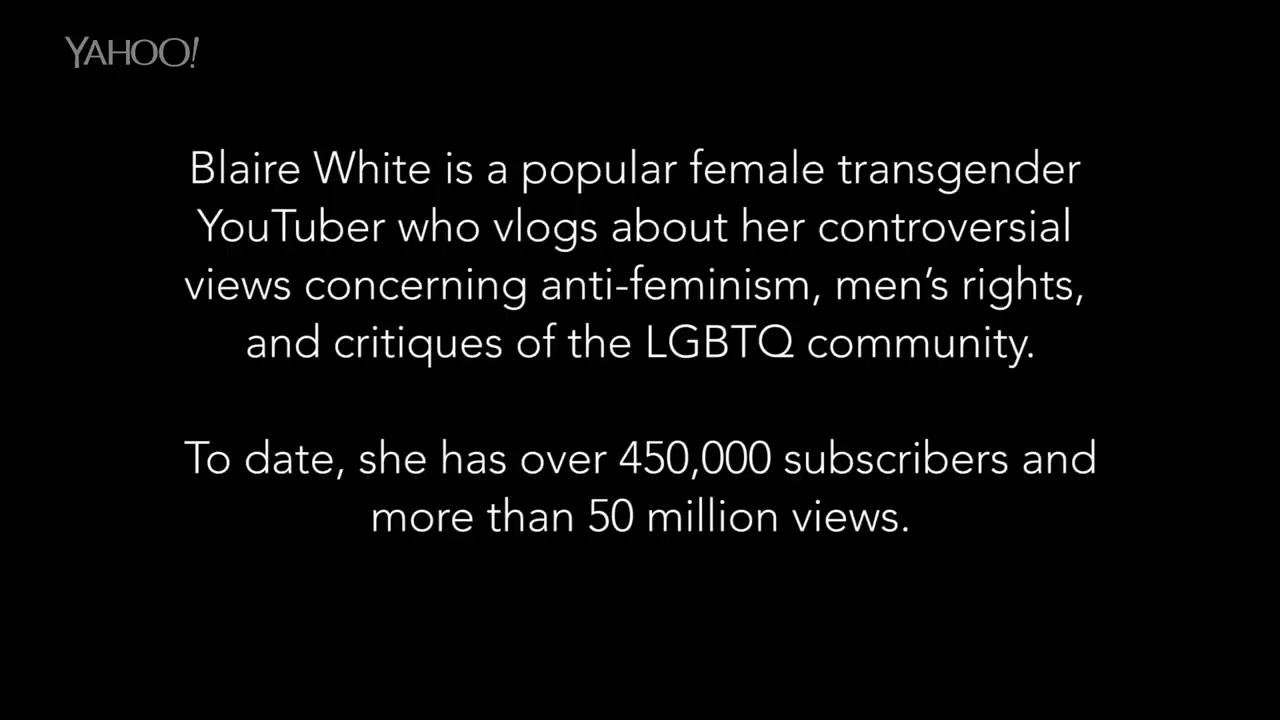 YAHOO!
Blaire White is a popular female transgender
YouTuber who vlogs about her controversial
views concerning anti-feminism, men’s rights,
and critiques of the LGBTQ community.
To date, she has over 450,000 subscribers and
more than 50 million views.